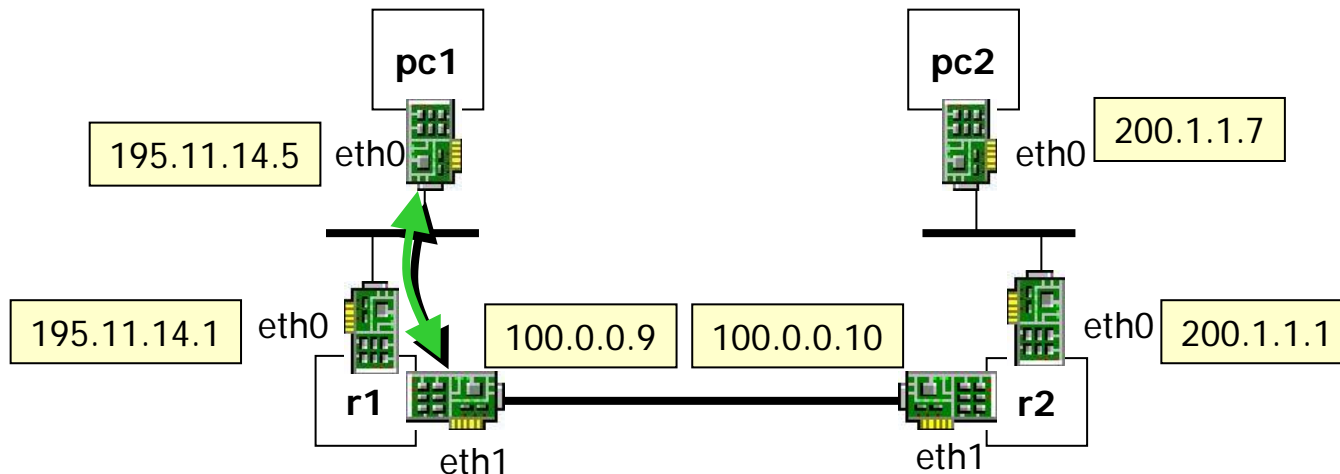 pc1
pc2
195.11.14.5
eth0
eth0
200.1.1.7
195.11.14.1
eth0
100.0.0.9
100.0.0.10
eth0
200.1.1.1
r1
r2
eth1
eth1